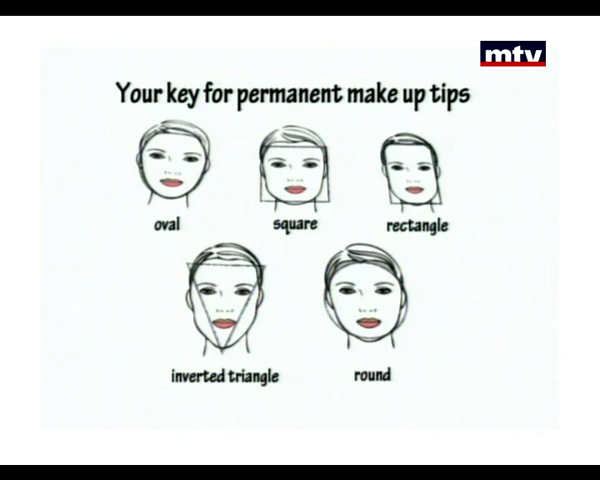 mtv
Your key for permanent make up tips
oval
square
rectangle
inverted triangle
round